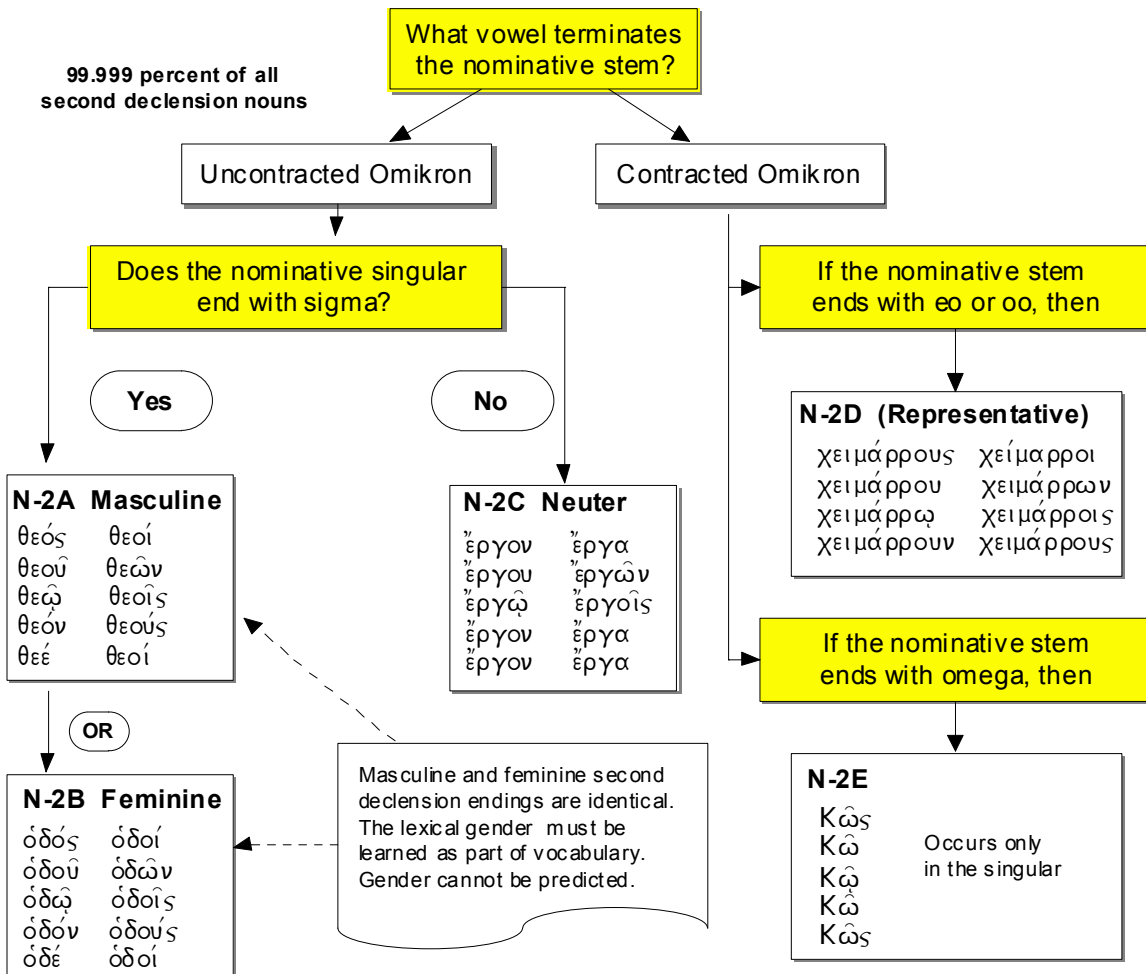 What vowel terminates
the nominative stem?
99.999 percent of all
second declension nouns
Uncontracted Omikron
Contracted Omikron
Does the nominative singular
end with sigma?
If the nominative stem
ends with eo or oo, then
Yes
No
N-2D (Representative)
χειμάρρους χείμαρροι
χειμάρρου χειμάρρων
χειμάρρῳ χειμάρροις
χειμάρρουν χειμάρρους
N-2A Masculine
θεός θεοί
θεοῦ θεῶν
θεῷ θεοῖς
θεόν θεούς
θεέ θεοί
N-2C Neuter
ἔργον ἔργα
ἔργου ἔργῶν
ἔργῷ ἔργοῖς
ἔργον ἔργα
ἔργον ἔργα
If the nominative stem
ends with omega, then
OR
N-2B Feminine
ὁδός ὁδοί
ὁδοῦ ὁδῶν
ὁδῷ ὁδοῖς
ὁδόν ὁδούς
ὁδέ ὁδοί
Masculine and feminine second
declension endings are identical.
The lexical gender must be
learned as part of vocabulary.
Gender cannot be predicted.
N-2E
Κῶς
Κῶ
Κῷ
Κῶ
Κῶς
Occurs only
in the singular